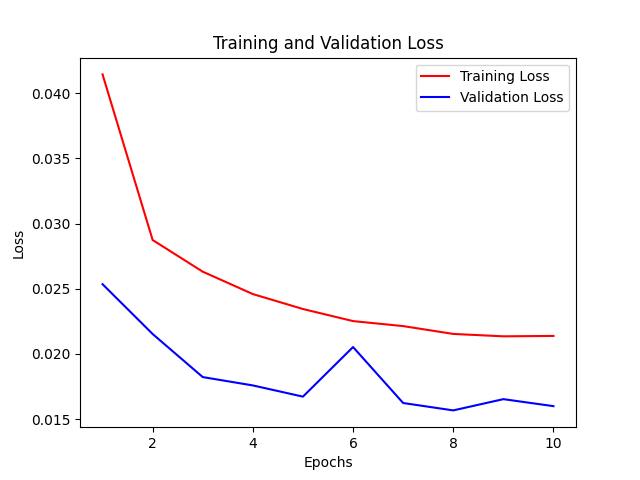 Training and Validation Loss
Training Loss
Validation Loss
0.040
0.035
0.030
0.025
0.020
0.015
Loss
2 4 6 8 10
Epochs